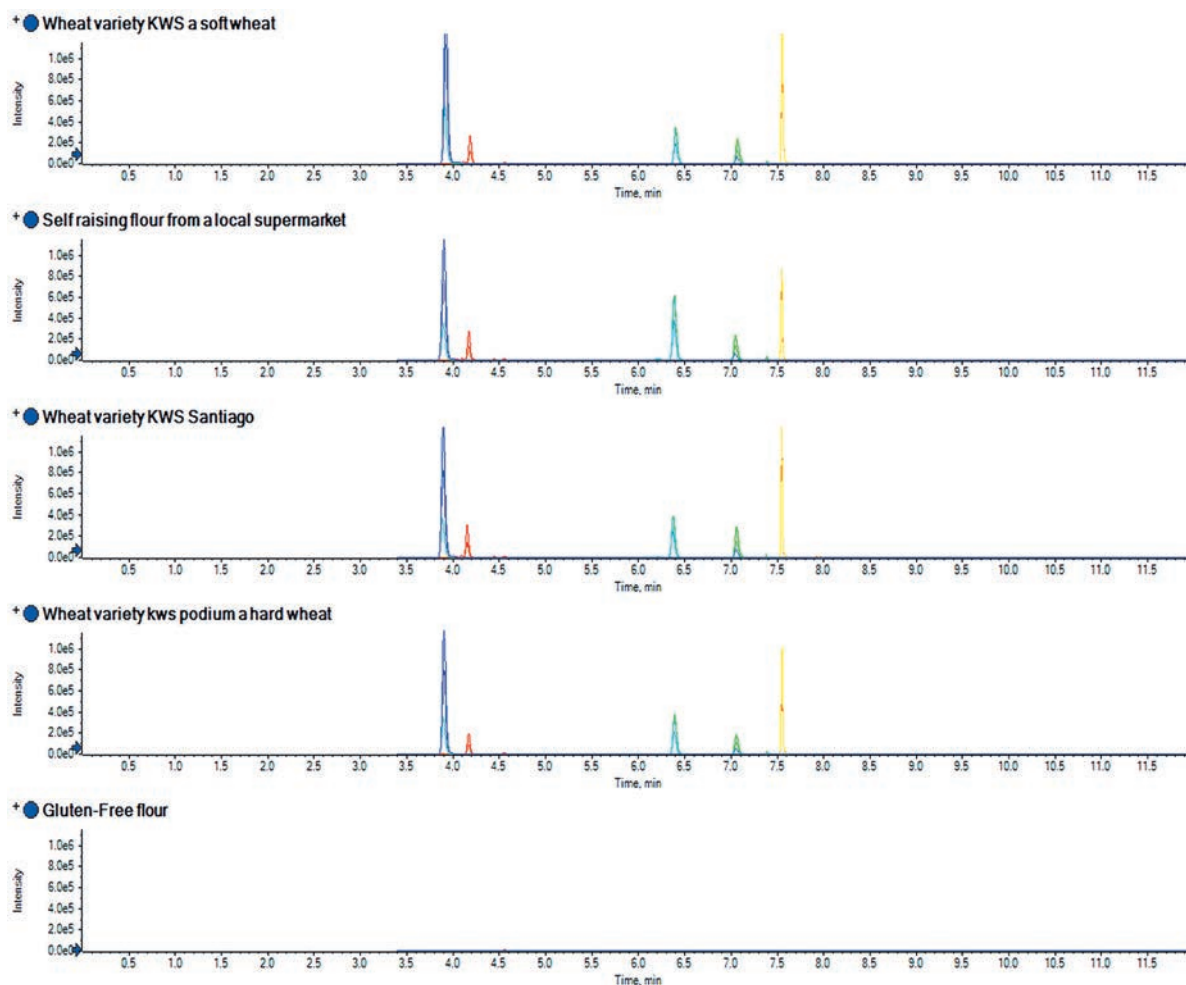 + Wheat variety KWS a soft wheat
Intensity
1.0e6
8.0e5
6.0e5
4.0e5
2.0e5
0.0e0
0.5 1.0 1.5 2.0 2.5 3.0 3.5 4.0 4.5 5.0 5.5 6.0 6.5 7.0 7.5 8.0 8.5 9.0 9.5 10.0 10.5 11.0 11.5
Time, min
+ Self raising flour from a local supermarket
Intensity
1.0e6
8.0e5
6.0e5
4.0e5
2.0e5
0.0e0
0.5 1.0 1.5 2.0 2.5 3.0 3.5 4.0 4.5 5.0 5.5 6.0 6.5 7.0 7.5 8.0 8.5 9.0 9.5 10.0 10.5 11.0 11.5
Time, min
+ Wheat variety KWS Santiago
Intensity
1.0e6
8.0e5
6.0e5
4.0e5
2.0e5
0.0e0
0.5 1.0 1.5 2.0 2.5 3.0 3.5 4.0 4.5 5.0 5.5 6.0 6.5 7.0 7.5 8.0 8.5 9.0 9.5 10.0 10.5 11.0 11.5
Time, min
+ Wheat variety kws podium a hard wheat
Intensity
1.0e6
8.0e5
6.0e5
4.0e5
2.0e5
0.0e0
0.5 1.0 1.5 2.0 2.5 3.0 3.5 4.0 4.5 5.0 5.5 6.0 6.5 7.0 7.5 8.0 8.5 9.0 9.5 10.0 10.5 11.0 11.5
Time, min
+ Gluten-Free flour
Intensity
1.0e6
8.0e5
6.0e5
4.0e5
2.0e5
0.0e0
0.5 1.0 1.5 2.0 2.5 3.0 3.5 4.0 4.5 5.0 5.5 6.0 6.5 7.0 7.5 8.0 8.5 9.0 9.5 10.0 10.5 11.0 11.5
Time, min